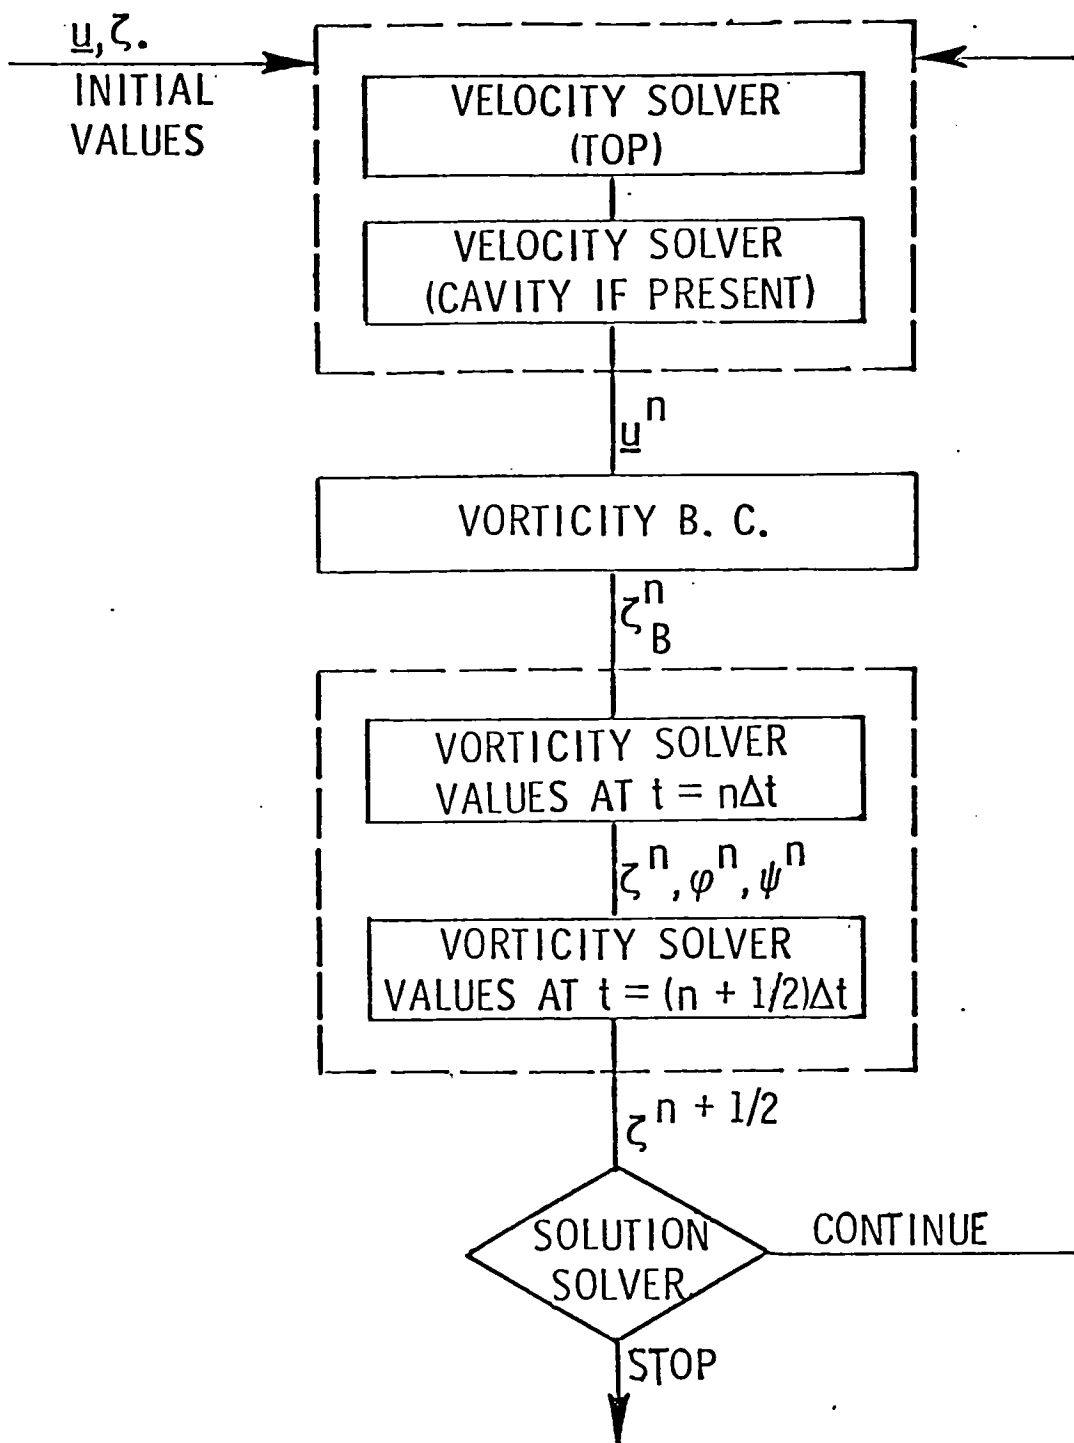 u, ζ.
INITIAL
VALUES
VELOCITY SOLVER
(TOP)
VELOCITY SOLVER
(CAVITY IF PRESENT)
u^n
VORTICITY B. C.
ζ_B^n
VORTICITY SOLVER
VALUES AT t = nΔt
ζ^n, φ^n, ψ^n
VORTICITY SOLVER
VALUES AT t = (n + 1/2)Δt
ζ^n + 1/2
SOLUTION
SOLVER
CONTINUE
STOP